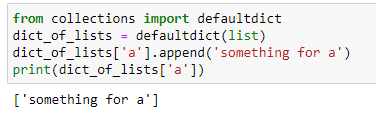 from collections import defaultdict
dict_of_lists = defaultdict(list)
dict_of_lists['a'].append('something for a')
print(dict_of_lists['a'])
['something for a']